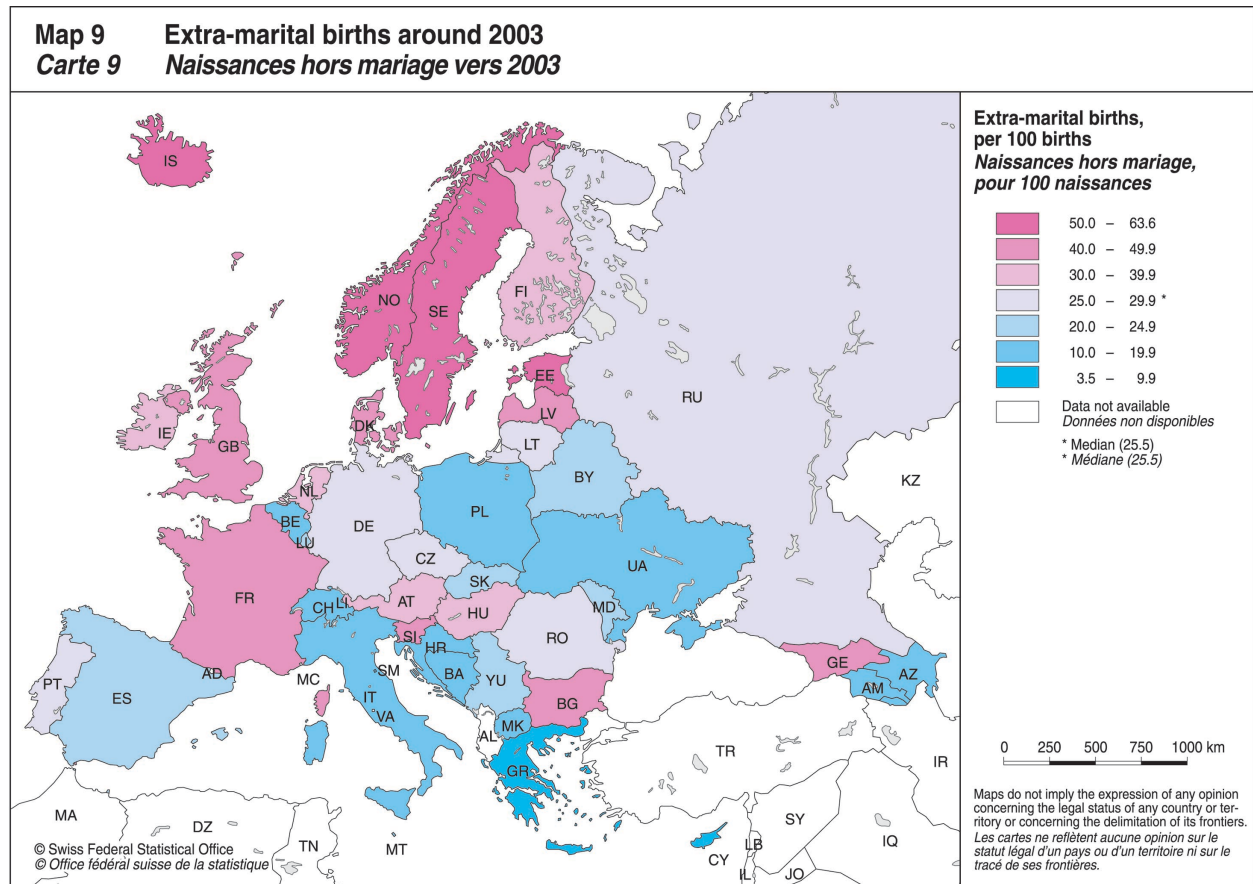 Map 9 Extra-marital births around 2003
Carte 9 Naissances hors mariage vers 2003
Extra-marital births,
per 100 births
Naissances hors mariage,
pour 100 naissances
50.0 – 63.6
40.0 – 49.9
30.0 – 39.9
25.0 – 29.9 *
20.0 – 24.9
10.0 – 19.9
3.5 – 9.9
Data not available
Données non disponibles
* Median (25.5)
* Médiane (25.5)
IS
NO
SE
FI
RU
EE
LV
LT
DK
IE
GB
NL
BE
LU
DE
PL
BY
KZ
CZ
SK
UA
FR
CH
LI
AT
HU
MD
SI
HR
RO
BA
YU
AD
MC
SM
IT
VA
PT
ES
BG
MK
AL
GR
GE
AM
AZ
TR
IR
MA
DZ
TN
MT
CY
SY
LB
IL
JO
IQ
0 250 500 750 1000 km
Maps do not imply the expression of any opinion
concerning the legal status of any country or ter-
ritory or concerning the delimitation of its frontiers.
Les cartes ne reflètent aucune opinion sur le
statut légal d'un pays ou d'un territoire ni sur le
tracé de ses frontières.
© Swiss Federal Statistical Office
© Office fédéral suisse de la statistique